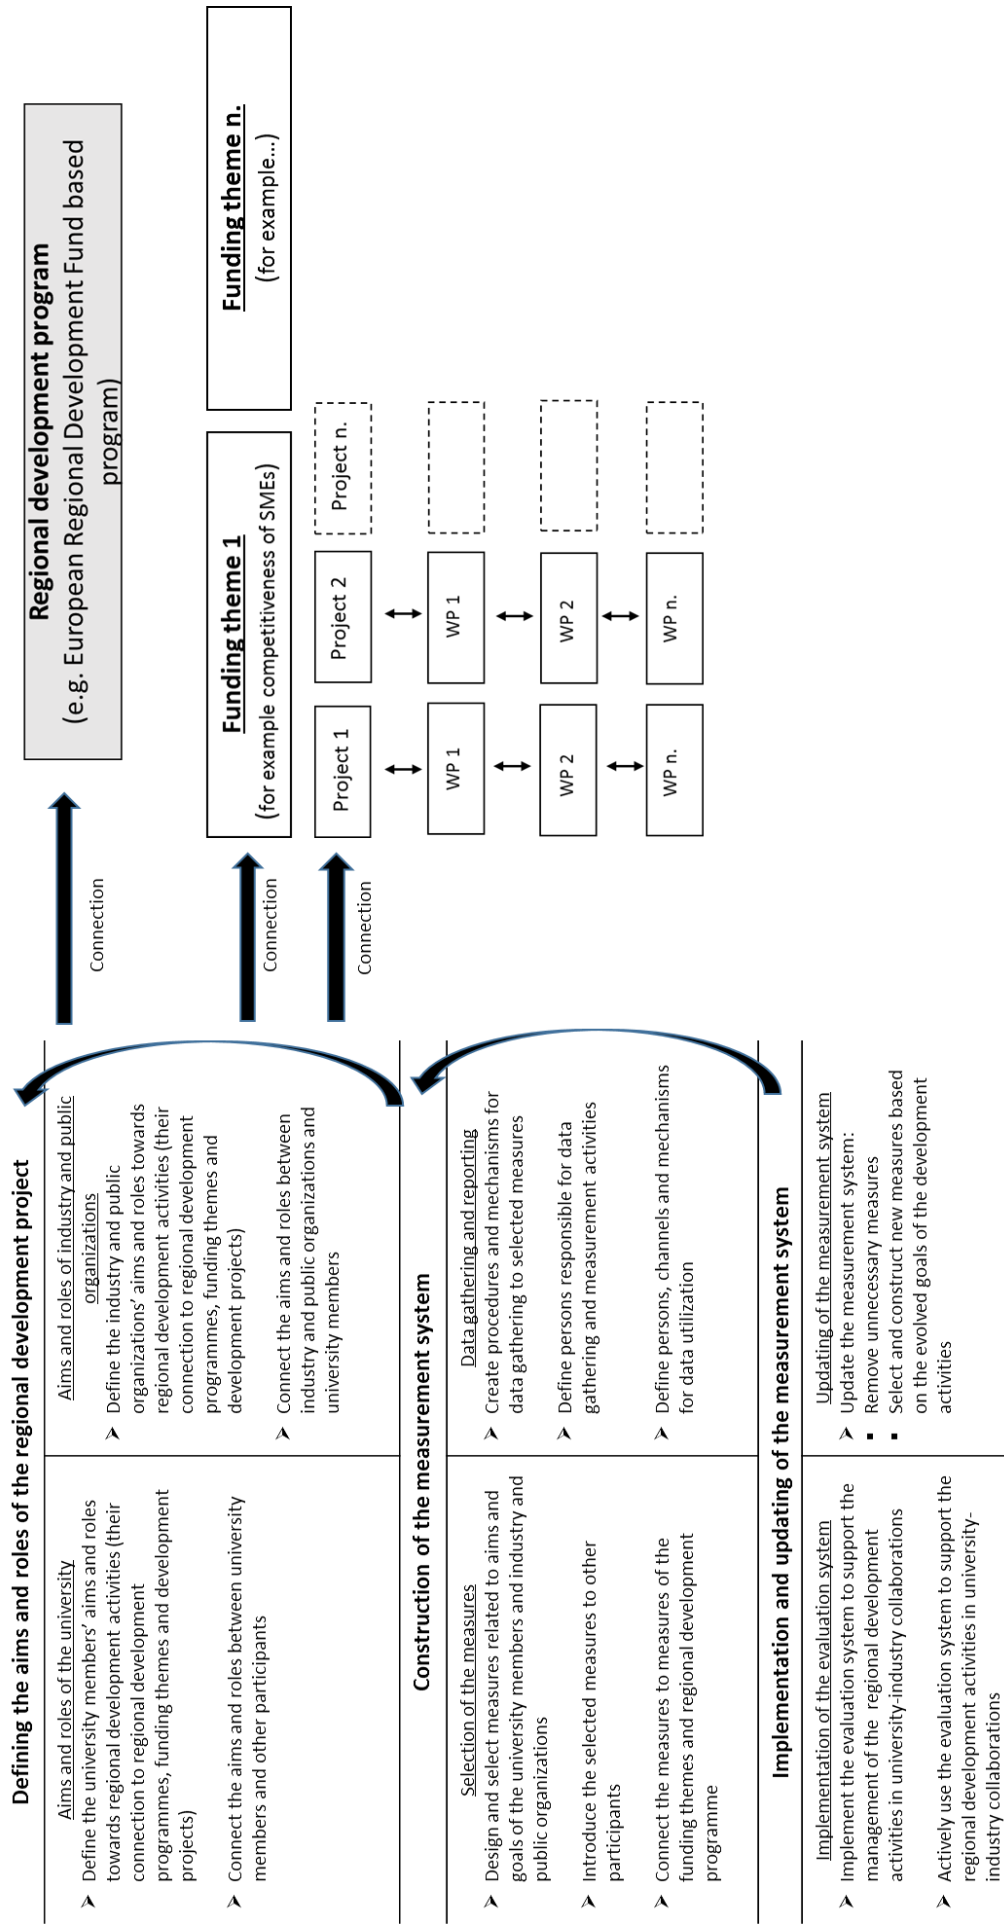 Defining the aims and roles of the regional development project
Aims and roles of the university
Define the university members’ aims and roles
towards regional development activities (their
connection to regional development
programmes, funding themes and development
projects)
Connect the aims and roles between university
members and other participants
Aims and roles of industry and public
organizations
Define the industry and public
organizations’ aims and roles towards
regional development activities (their
connection to regional development
programmes, funding themes and
development projects)
Connect the aims and roles between
industry and public organizations and
university members
Construction of the measurement system
Selection of the measures
Design and select measures related to aims and
goals of the university members and industry and
public organizations
Introduce the selected measures to other
participants
Connect the measures to measures of the
funding themes and regional development
programme
Data gathering and reporting
Create procedures and mechanisms for
data gathering to selected measures
Define persons responsible for data
gathering and measurement activities
Define persons, channels and mechanisms
for data utilization
Implementation and updating of the measurement system
Implementation of the evaluation system
Implement the evaluation system to support the
management of the regional development
activities in university-industry collaborations
Actively use the evaluation system to support the
regional development activities in university-
industry collaborations
Updating of the measurement system
Update the measurement system:
Remove unnecessary measures
Select and construct new measures based
on the evolved goals of the development
activities
Connection
Connection
Connection
Regional development program
(e.g. European Regional Development Fund based
program)
Funding theme 1
(for example competitiveness of SMEs)
Funding theme n.
(for example...)
Project 1
Project 2
Project n.
WP 1
WP 1
WP 2
WP 2
WP n.
WP n.